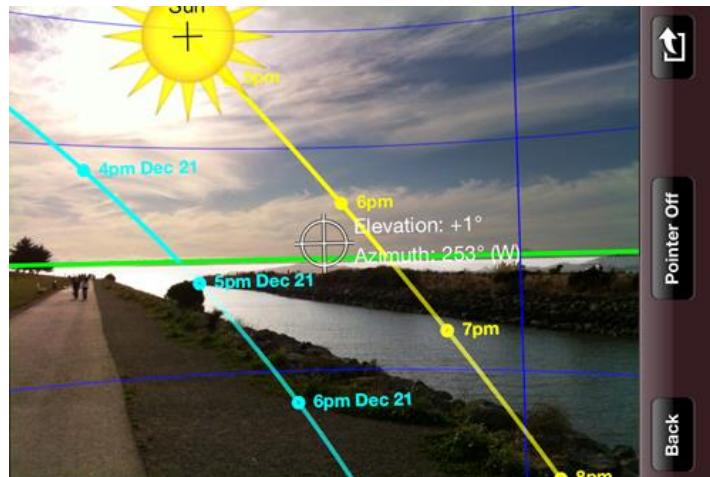 Sun
5pm
4pm Dec 21
6pm
Elevation: +1°
Azimuth: 253° (W)
5pm Dec 21
7pm
6pm Dec 21
8pm
Pointer Off
Back